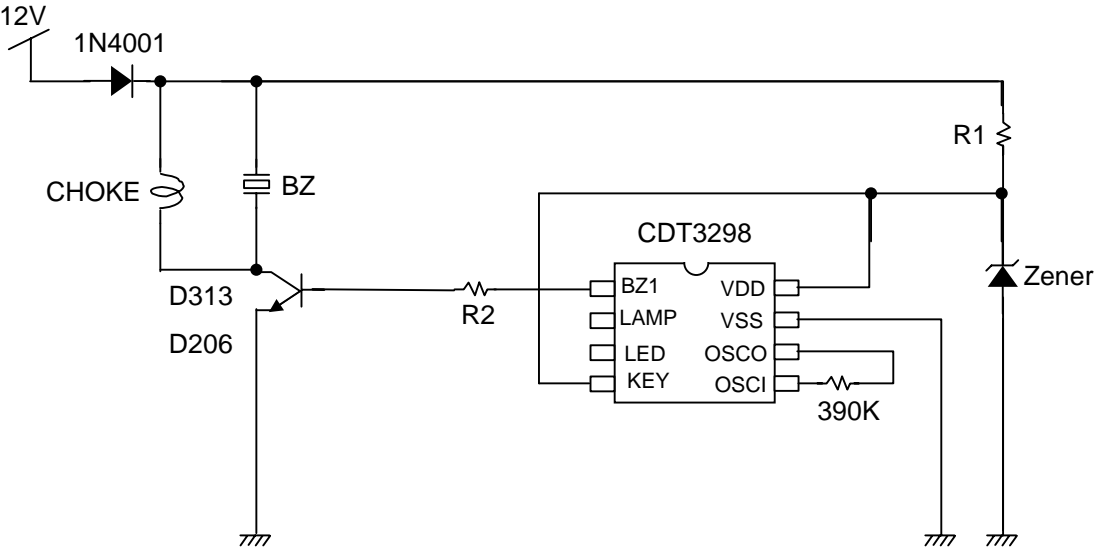 12V
1N4001
R1
CHOKE
BZ
CDT3298
D313
D206
R2
BZ1
LAMP
LED
KEY
VDD
VSS
OSCO
OSCI
390K
Zener